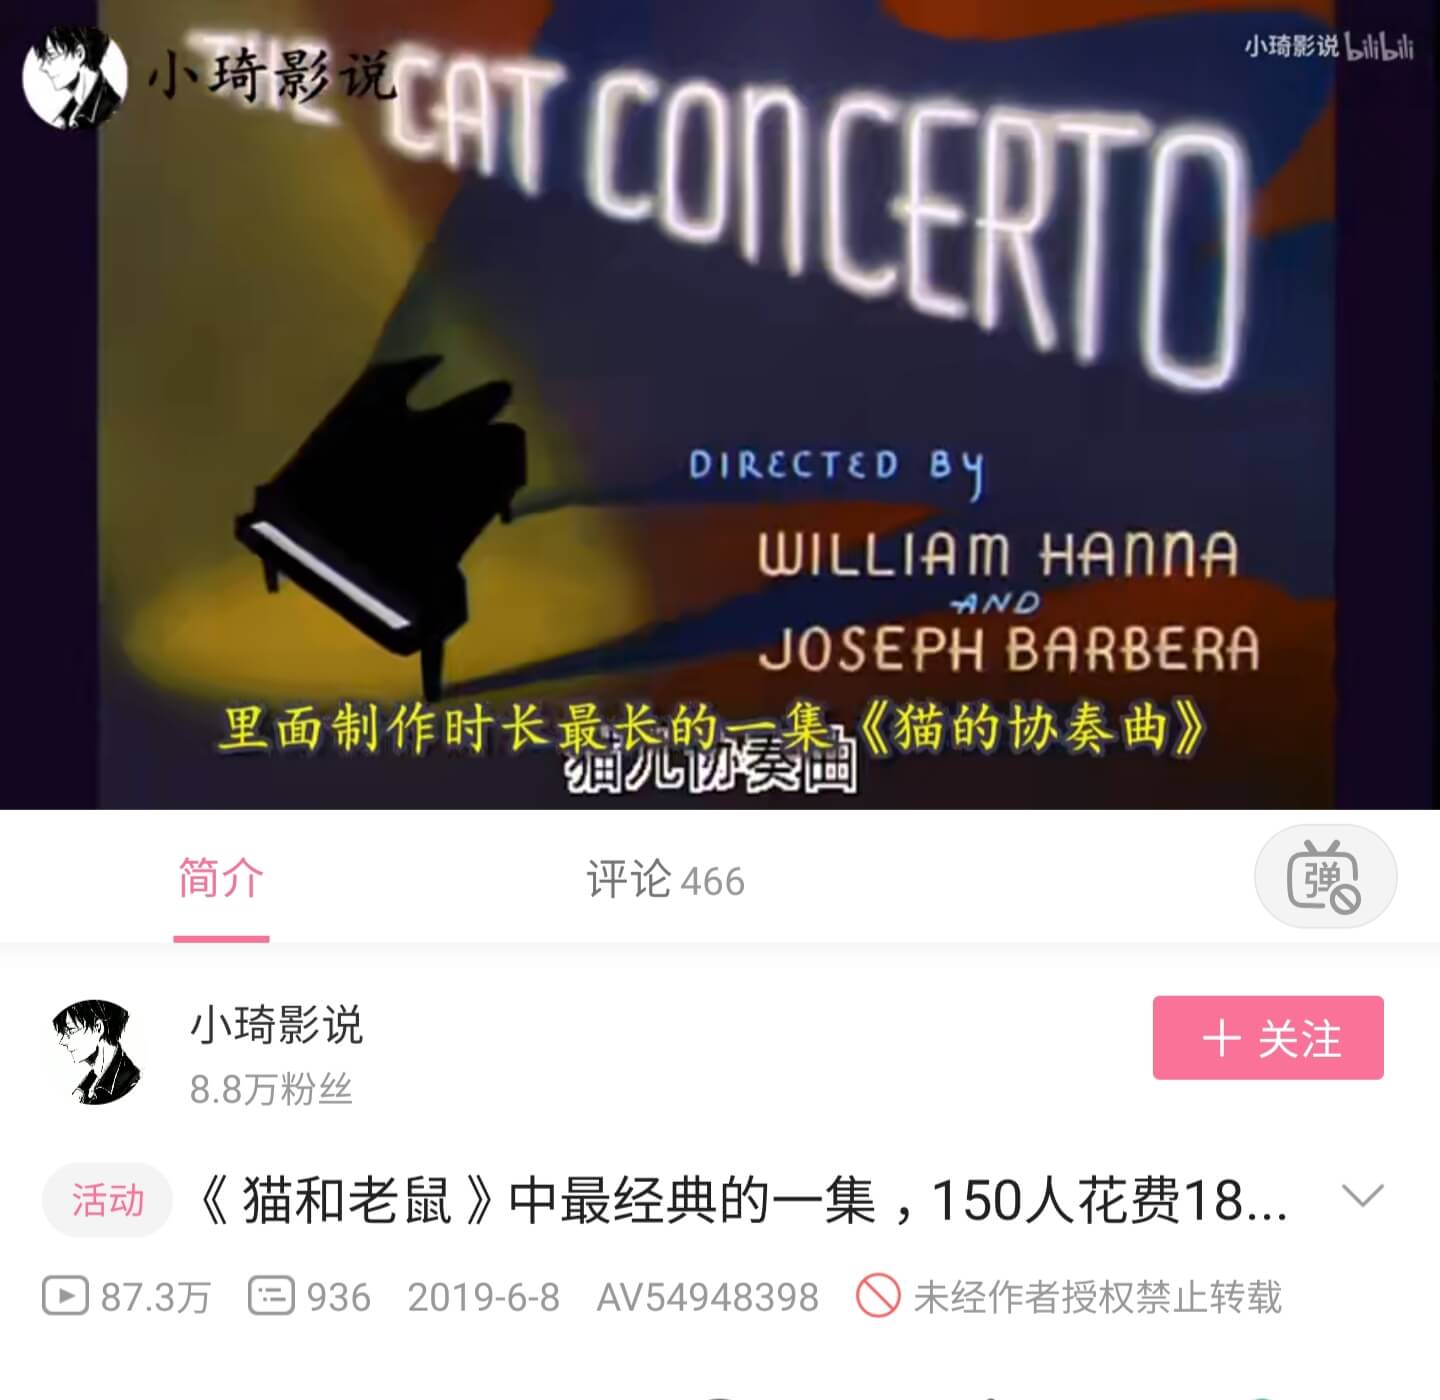 小琦影说
小琦影说 bilibili
THE CAT CONCERTO
DIRECTED BY
WILLIAM HANNA
AND
JOSEPH BARBERA
里面制作时长最长的一集《猫的协奏曲》
猫儿协奏曲
简介
评论 466
弹
小琦影说
8.8万粉丝
+ 关注
活动 《 猫和老鼠 》中最经典的一集，150人花费18...
87.3万 936 2019-6-8 AV54948398 未经作者授权禁止转载